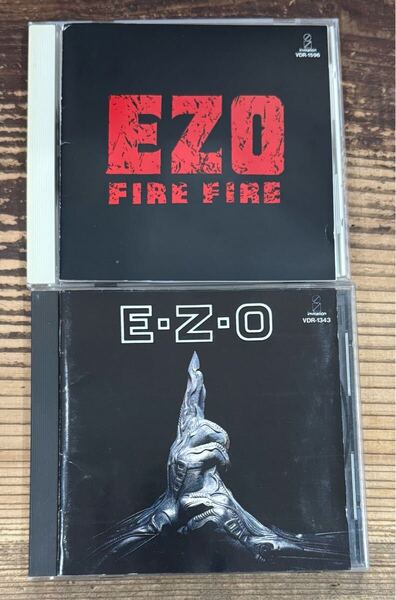 invitation
VDR-1596
EZO
FIRE FIRE
E·Z·O
invitation
VDR-1343